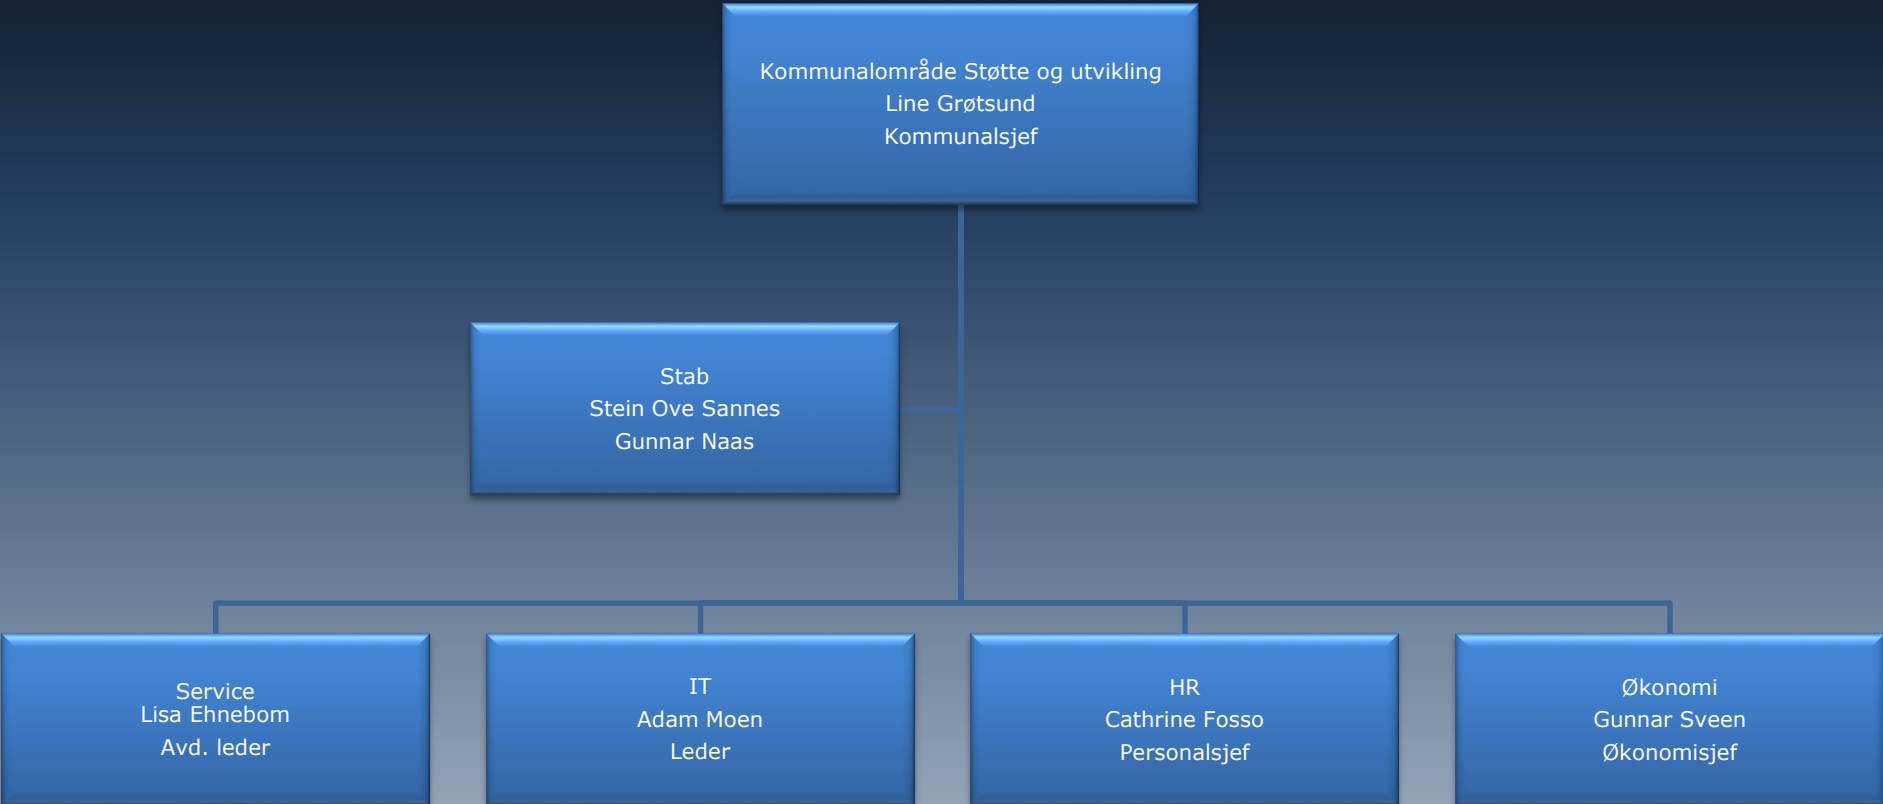 Kommunalområde Støtte og utvikling
Line Grøtsund
Kommunalsjef
Stab
Stein Ove Sannes
Gunnar Naas
Service
Lisa Ehnebom
Avd. leder
IT
Adam Moen
Leder
HR
Cathrine Fosso
Personalsjef
Økonomi
Gunnar Sveen
Økonomisjef